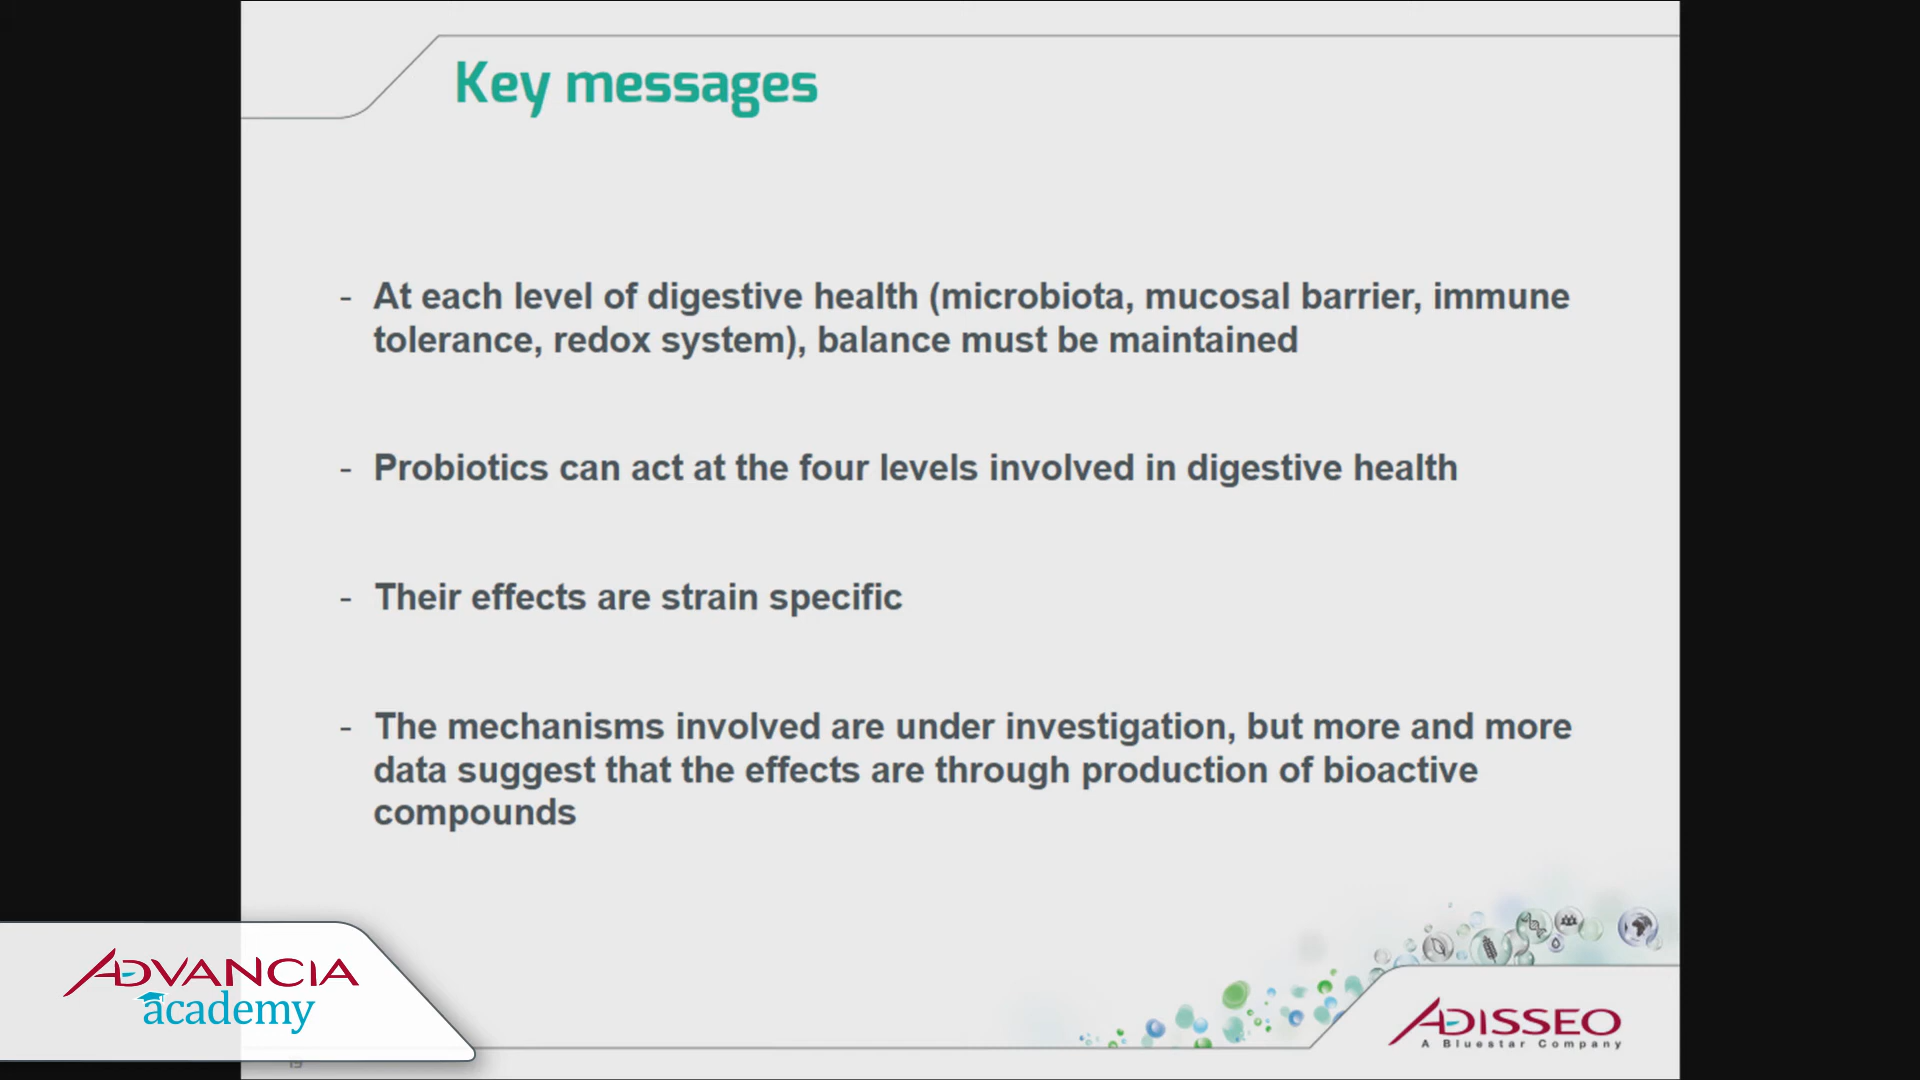 Key messages
- At each level of digestive health (microbiota, mucosal barrier, immune
tolerance, redox system), balance must be maintained
- Probiotics can act at the four levels involved in digestive health
- Their effects are strain specific
- The mechanisms involved are under investigation, but more and more
data suggest that the effects are through production of bioactive
compounds
ADVANCIA
academy
ADISSEO
A Bluestar Company